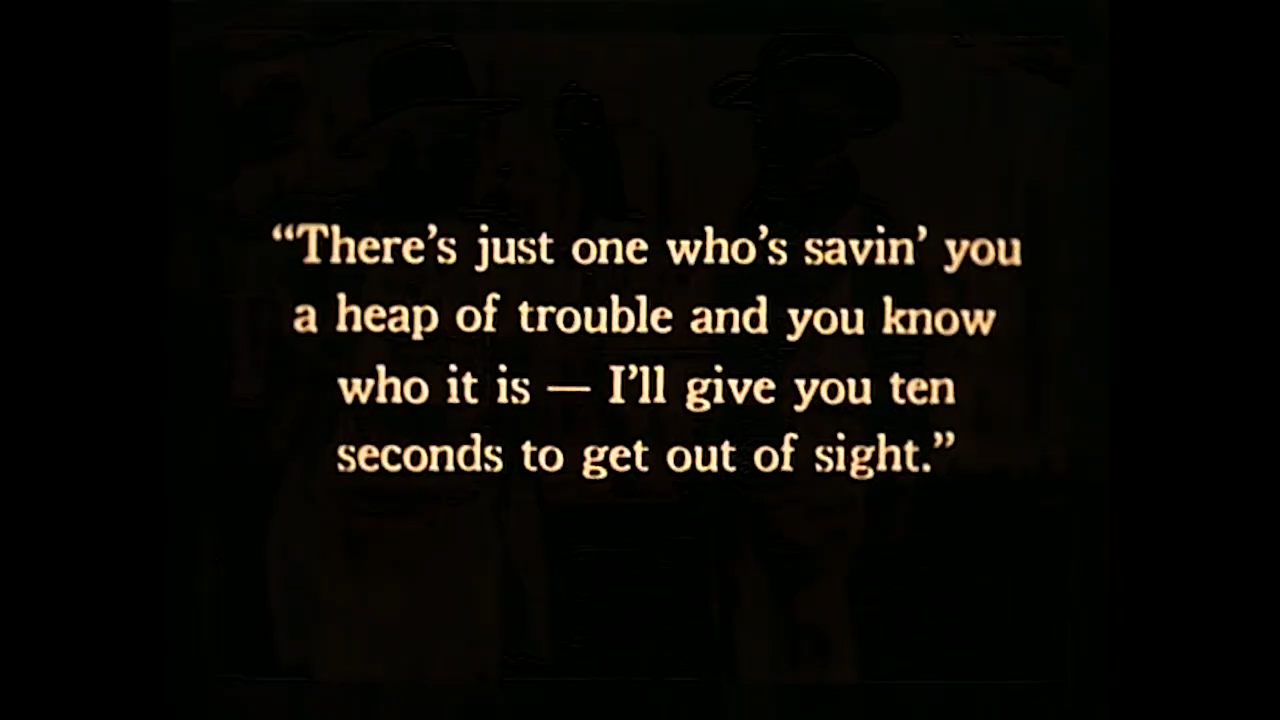 “There’s just one who’s savin’ you
a heap of trouble and you know
who it is — I’ll give you ten
seconds to get out of sight.”